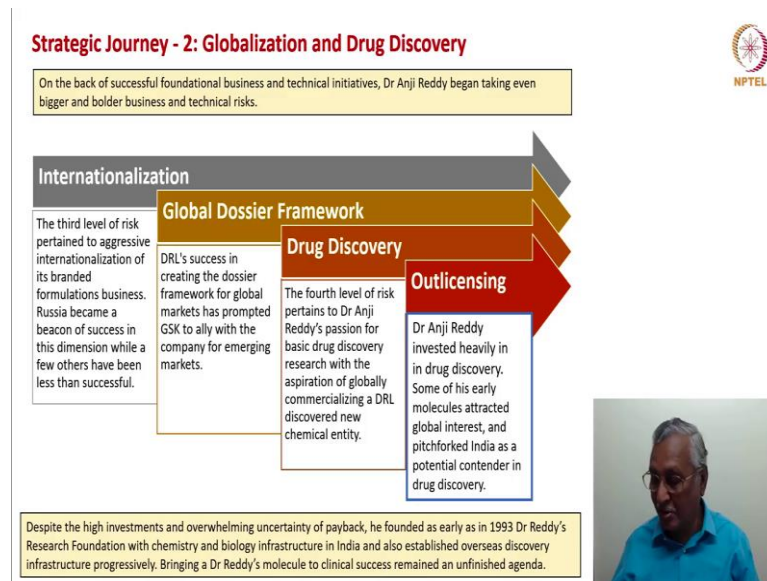 Strategic Journey - 2: Globalization and Drug Discovery
NPTEL
On the back of successful foundational business and technical initiatives, Dr Anji Reddy began taking even
bigger and bolder business and technical risks.
Internationalization
The third level of risk
pertained to aggressive
internationalization of
its branded
formulations business.
Russia became a
beacon of success in
this dimension while a
few others have been
less than successful.
Global Dossier Framework
DRL's success in
creating the dossier
framework for global
markets has prompted
GSK to ally with the
company for emerging
markets.
Drug Discovery
The fourth level of risk
pertains to Dr Anji
Reddy's passion for
basic drug discovery
research with the
aspiration of globally
commercializing a DRL
discovered new
chemical entity.
Outlicensing
Dr Anji Reddy
invested heavily in
in drug discovery.
Some of his early
molecules attracted
global interest, and
pitchforked India as a
potential contender in
drug discovery.
Despite the high investments and overwhelming uncertainty of payback, he founded as early as in 1993 Dr Reddy's
Research Foundation with chemistry and biology infrastructure in India and also established overseas discovery
infrastructure progressively. Bringing a Dr Reddy's molecule to clinical success remained an unfinished agenda.